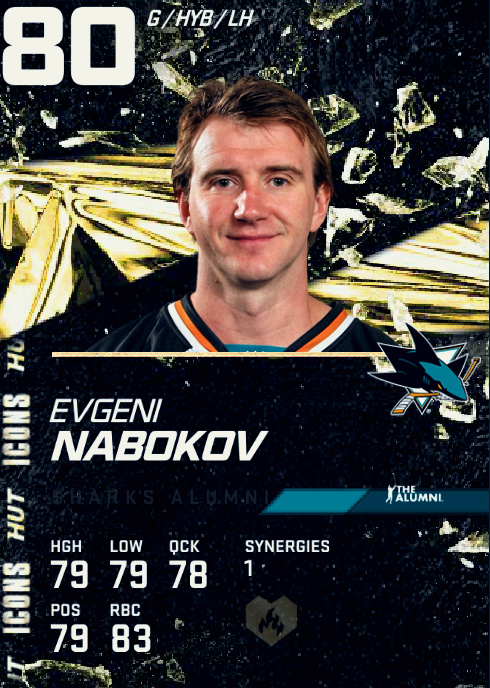 80
G / HYB / LH
EVGENI
NABOKOV
SHARKS ALUMNI
THE
ALUMNI
HGH LOW QCK SYNERGIES
79 79 78 1
POS RBC
79 83
HUT
ICONS
HUT
ICONS